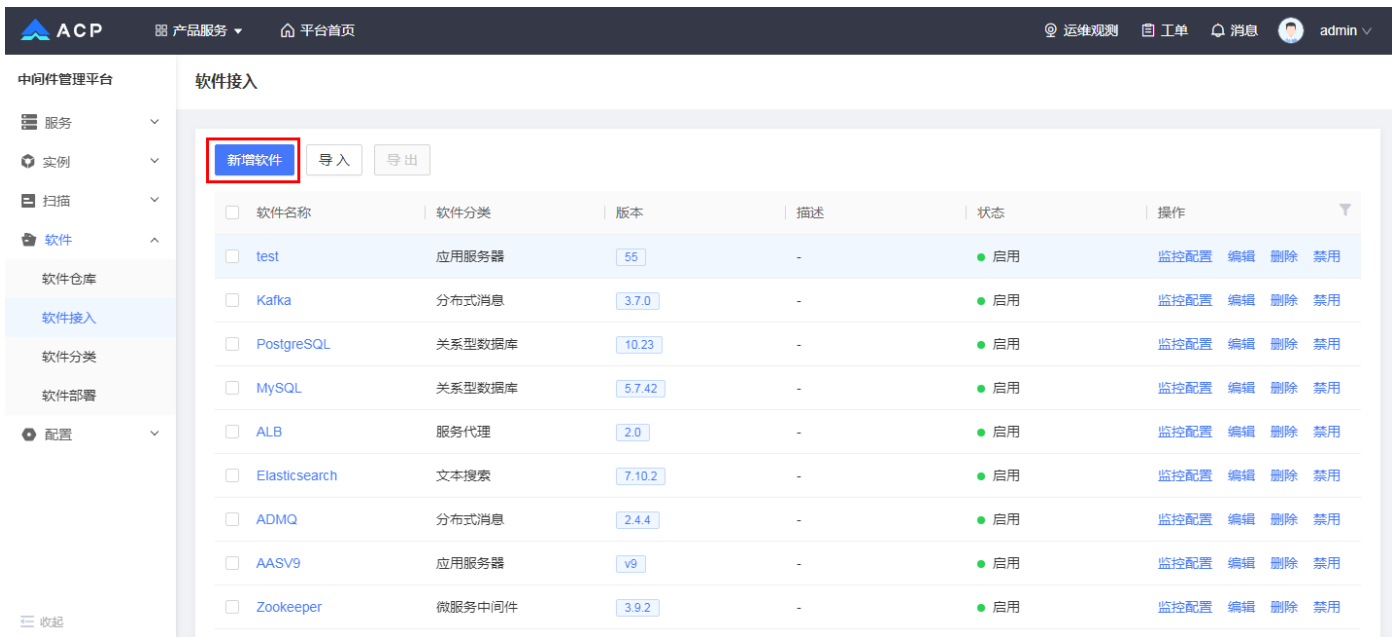 ACP 产品服务 平台首页 运维观测 工单 消息 admin
中间件管理平台
服务
实例
扫描
软件
软件仓库
软件接入
软件分类
软件部署
配置
收起
软件接入
新增软件 导入 导出
软件名称 软件分类 版本 描述 状态 操作
test 应用服务器 55 - 启用 监控配置 编辑 删除 禁用
Kafka 分布式消息 3.7.0 - 启用 监控配置 编辑 删除 禁用
PostgreSQL 关系型数据库 10.23 - 启用 监控配置 编辑 删除 禁用
MySQL 关系型数据库 5.7.42 - 启用 监控配置 编辑 删除 禁用
ALB 服务代理 2.0 - 启用 监控配置 编辑 删除 禁用
Elasticsearch 文本搜索 7.10.2 - 启用 监控配置 编辑 删除 禁用
ADMQ 分布式消息 2.4.4 - 启用 监控配置 编辑 删除 禁用
AASV9 应用服务器 v9 - 启用 监控配置 编辑 删除 禁用
Zookeeper 微服务中间件 3.9.2 - 启用 监控配置 编辑 删除 禁用